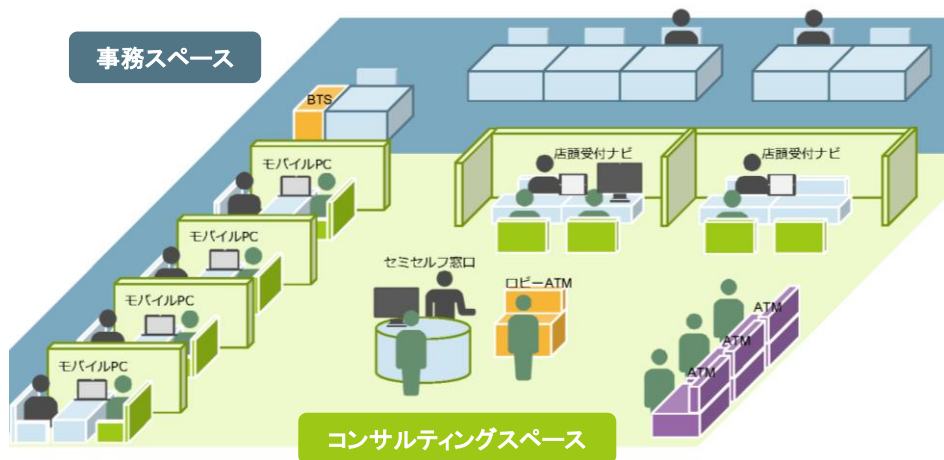 事務スペース
BTS
モバイルPC
店頭受付ナビ
店頭受付ナビ
モバイルPC
セミセルフ窓口
ロビーATM
モバイルPC
ATM
ATM
モバイルPC
ATM
コンサルティングスペース